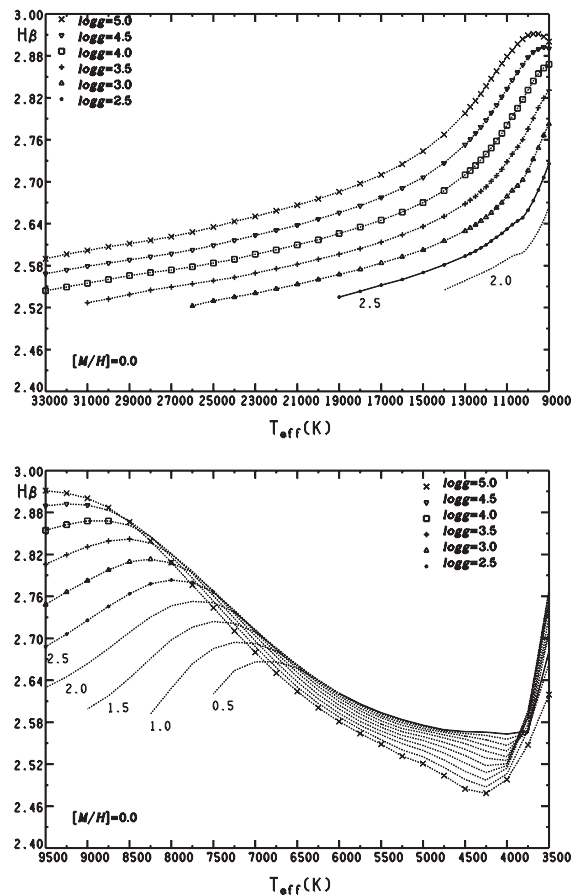 3.00
Hβ
2.94
2.88
2.82
2.76
2.70
2.64
2.58
2.52
2.46
2.40
logg=5.0
logg=4.5
logg=4.0
logg=3.5
logg=3.0
logg=2.5
2.5
2.0
[M/H]=0.0
33000 31000 29000 27000 25000 23000 21000 19000 17000 15000 13000 11000 9000
Teff(K)
3.00
Hβ
2.88
2.82
2.76
2.70
2.64
2.58
2.52
2.46
2.40
logg=5.0
logg=4.5
logg=4.0
logg=3.5
logg=3.0
logg=2.5
2.5
2.0
1.5
1.0
0.5
[M/H]=0.0
9500 9000 8500 8000 7500 7000 6500 6000 5500 5000 4500 4000 3500
Teff(K)